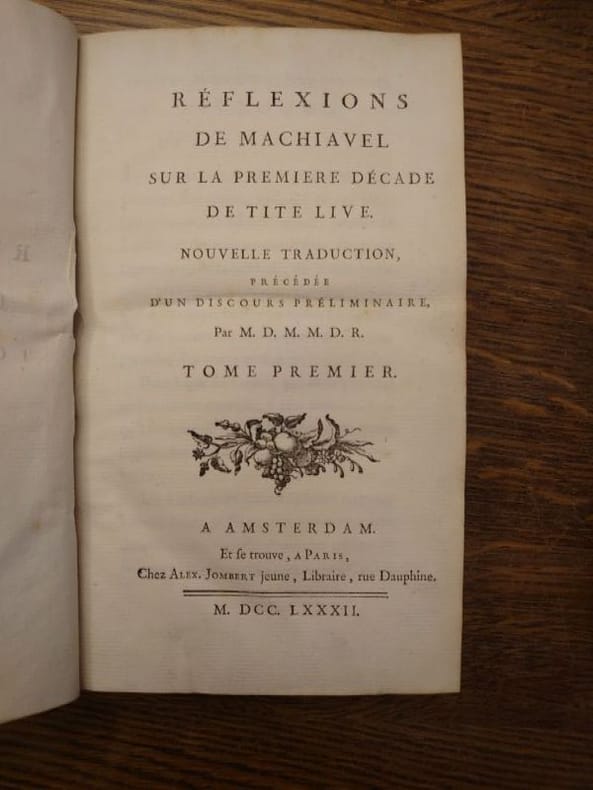 RÉFLEXIONS
DE MACHIAVEL
SUR LA PREMIERE DÉCADE
DE TITE LIVE.
NOUVELLE TRADUCTION,
PRÉCÉDÉE
D'UN DISCOURS PRÉLIMINAIRE,
Par M. D. M. M. D. R.
TOME PREMIER.
A AMSTERDAM.
Et se trouve, A PARIS,
Chez ALEX. JOMBERT jeune, Libraire, rue Dauphine.
M. DCC. LXXXII.